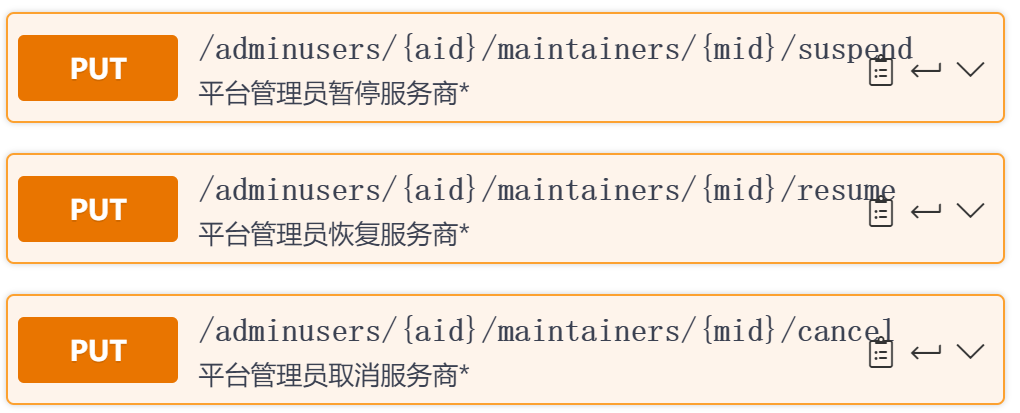 PUT
/adminusers/{aid}/maintainers/{mid}/suspend
平台管理员暂停服务商*
PUT
/adminusers/{aid}/maintainers/{mid}/resume
平台管理员恢复服务商*
PUT
/adminusers/{aid}/maintainers/{mid}/cancel
平台管理员取消服务商*